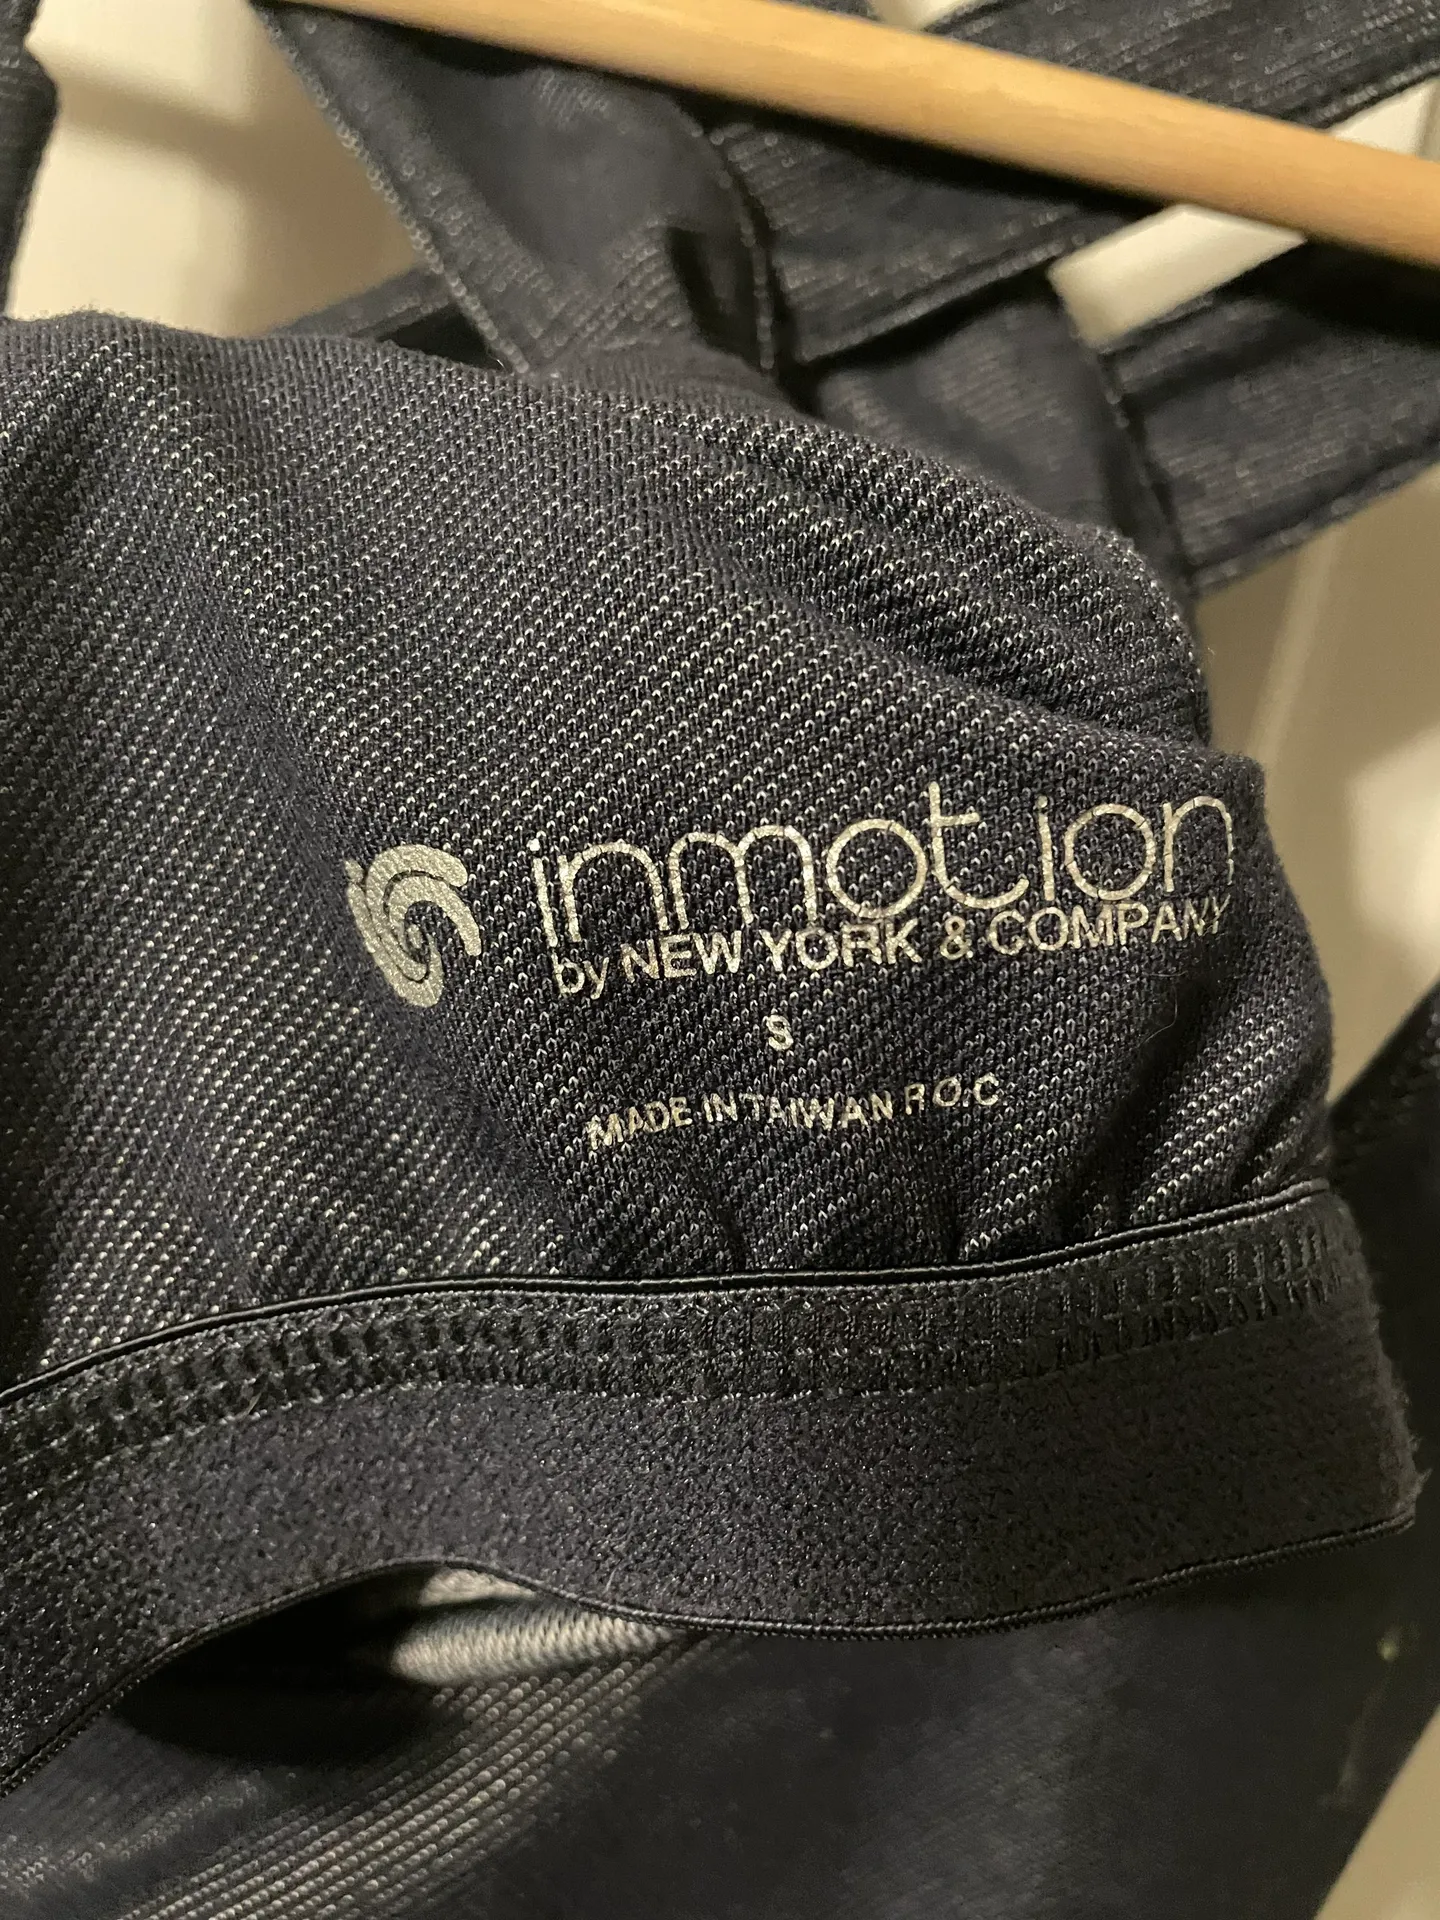 inmotion
by NEW YORK & COMPANY
S
MADE IN TAIWAN R.O.C